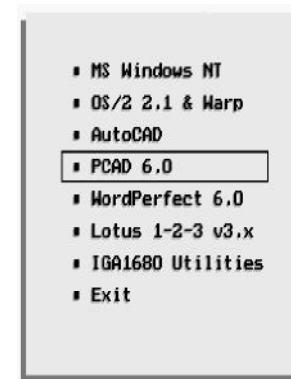 MS Windows NT
OS/2 2.1 & Warp
AutoCAD
PCAD 6.0
WordPerfect 6.0
Lotus 1-2-3 v3.x
IGA1680 Utilities
Exit